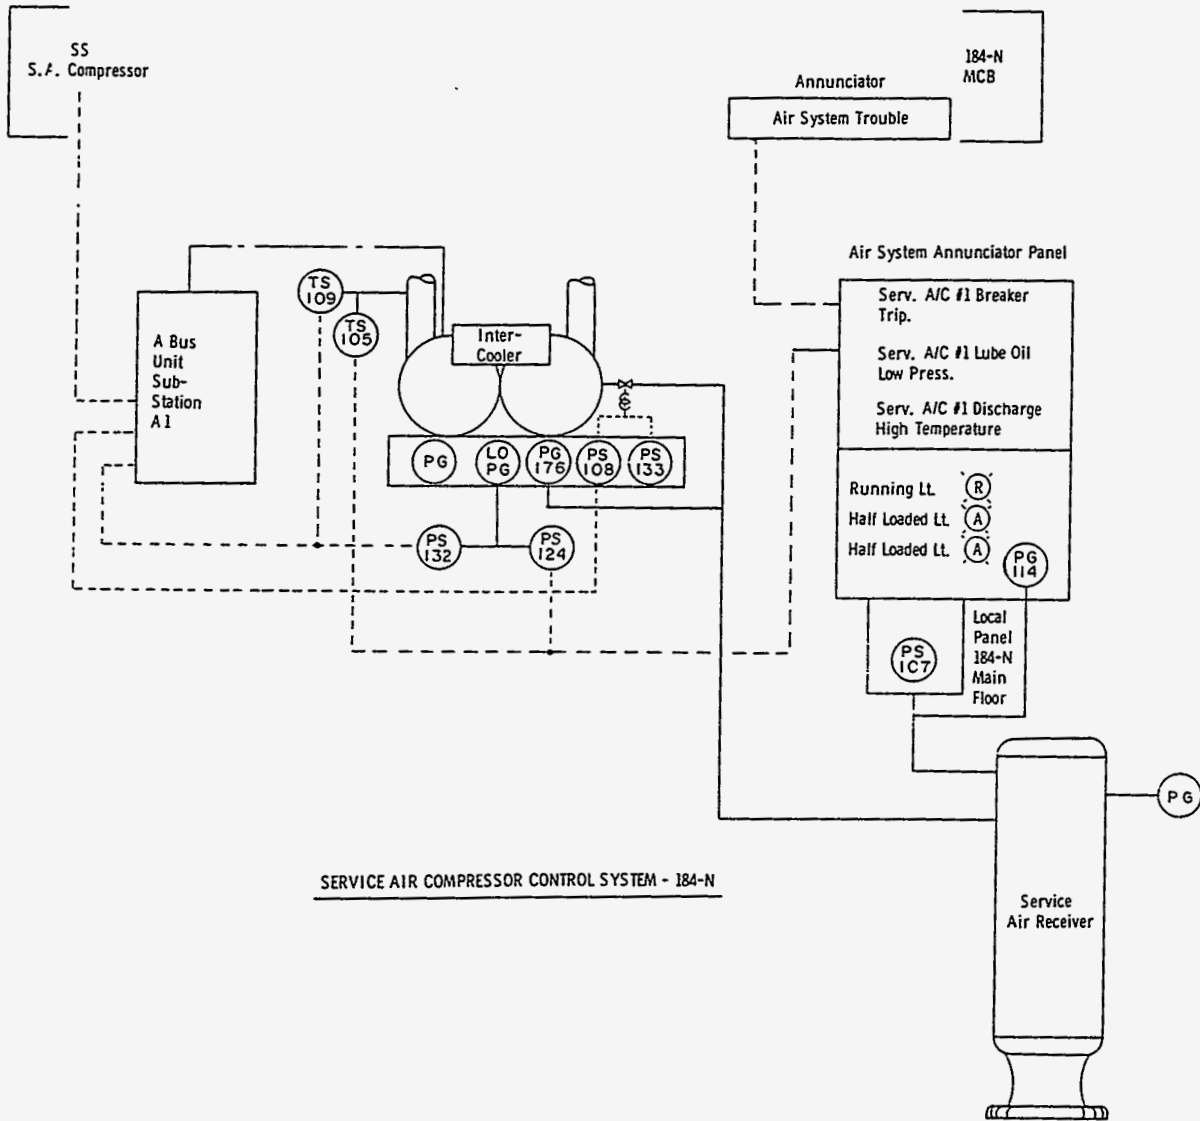 SS
S.A. Compressor
184-N
MCB
Annunciator
Air System Trouble
Air System Annunciator Panel
TS
109
TS
105
Inter-
Cooler
A Bus
Unit
Sub-
Station
A1
Serv. A/C #1 Breaker
Trip.
Serv. A/C #1 Lube Oil
Low Press.
Serv. A/C #1 Discharge
High Temperature
PG
LO
PG
PG
176
PS
108
PS
133
Running Lt.
R
Half Loaded Lt.
A
Half Loaded Lt.
A
PG
114
PS
132
PS
124
PS
1C7
Local
Panel
184-N
Main
Floor
PG
SERVICE AIR COMPRESSOR CONTROL SYSTEM - 184-N
Service
Air Receiver